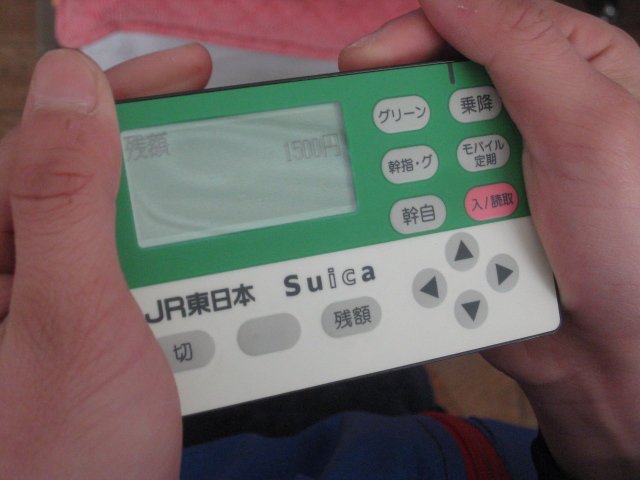 残額 1500円
グリーン 乗降
幹指・グ モバイル定期
幹自 入/読取
JR東日本 Suica
切 残額